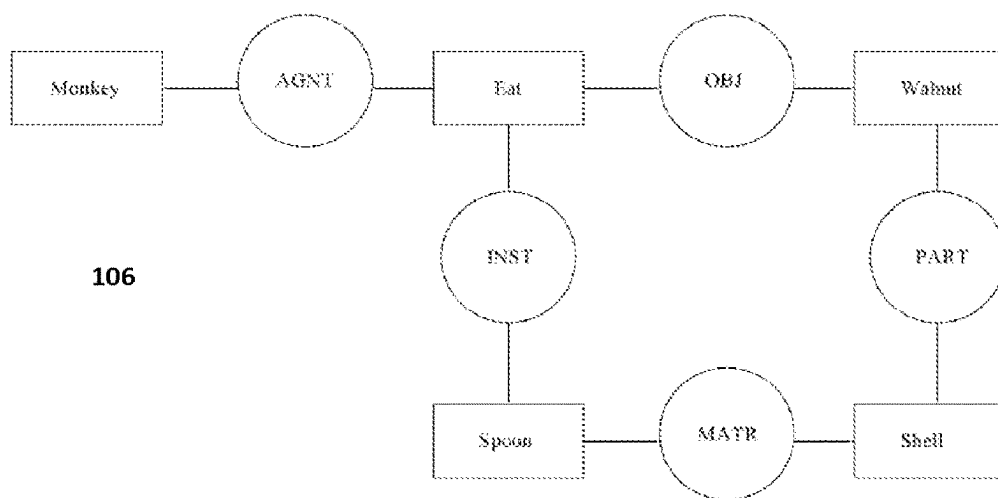 Monkey
AGNT
Eat
OBJ
Walnut
INST
PART
106
Spoon
MATR
Shell